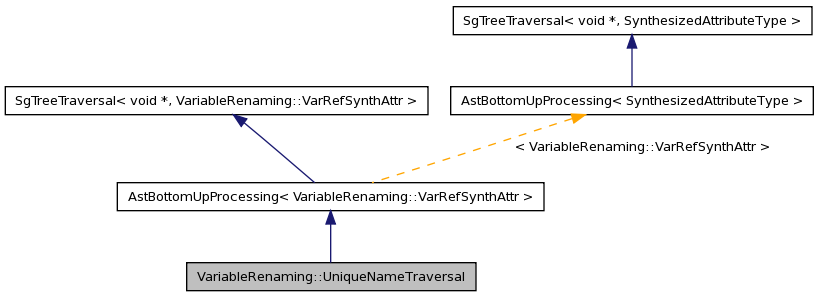 SgTreeTraversal< void *, SynthesizedAttributeType >
SgTreeTraversal< void *, VariableRenaming::VarRefSynthAttr >
AstBottomUpProcessing< SynthesizedAttributeType >
< VariableRenaming::VarRefSynthAttr >
AstBottomUpProcessing< VariableRenaming::VarRefSynthAttr >
VariableRenaming::UniqueNameTraversal